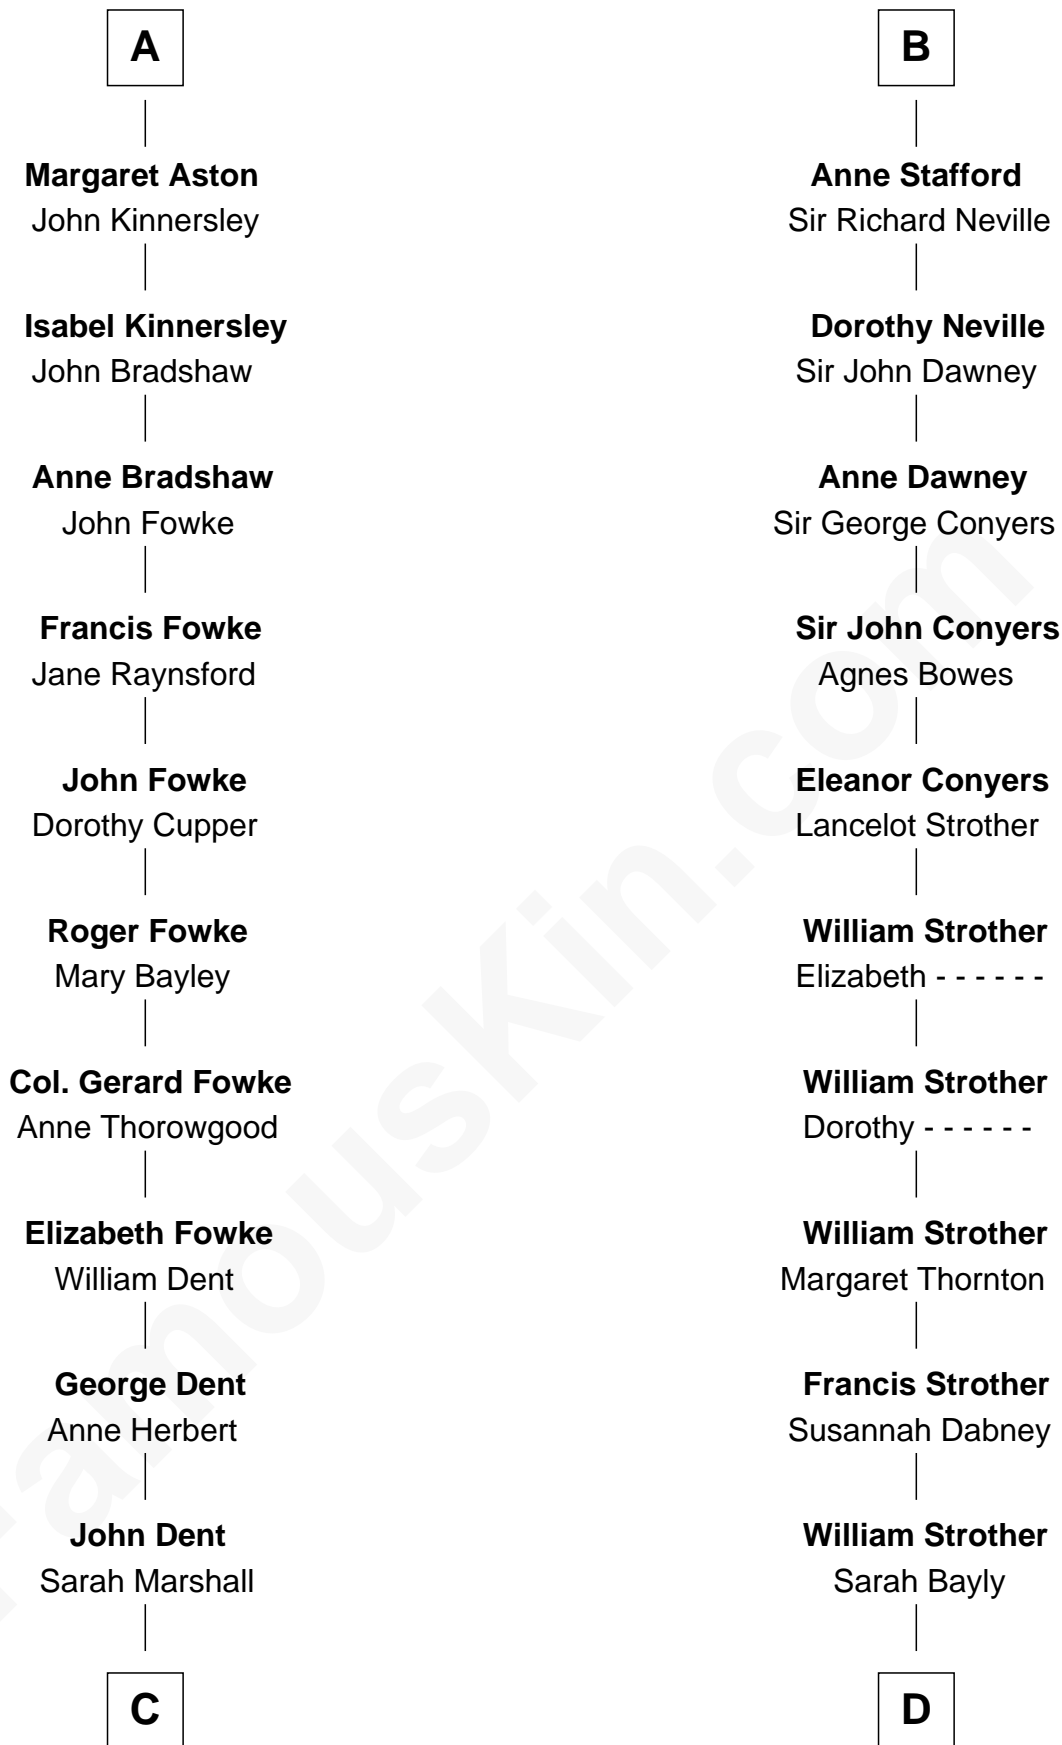 A
Margaret Aston
John Kinnersley
Isabel Kinnersley
John Bradshaw
Anne Bradshaw
John Fowke
Francis Fowke
Jane Raynsford
John Fowke
Dorothy Cupper
Roger Fowke
Mary Bayley
Col. Gerard Fowke
Anne Thorowgood
Elizabeth Fowke
William Dent
George Dent
Anne Herbert
John Dent
Sarah Marshall
C
B
Anne Stafford
Sir Richard Neville
Dorothy Neville
Sir John Dawney
Anne Dawney
Sir George Conyers
Sir John Conyers
Agnes Bowes
Eleanor Conyers
Lancelot Strother
William Strother
Elizabeth - - - - - -
William Strother
Dorothy - - - - - -
William Strother
Margaret Thornton
Francis Strother
Susannah Dabney
William Strother
Sarah Bayly
D
FamousKin.com